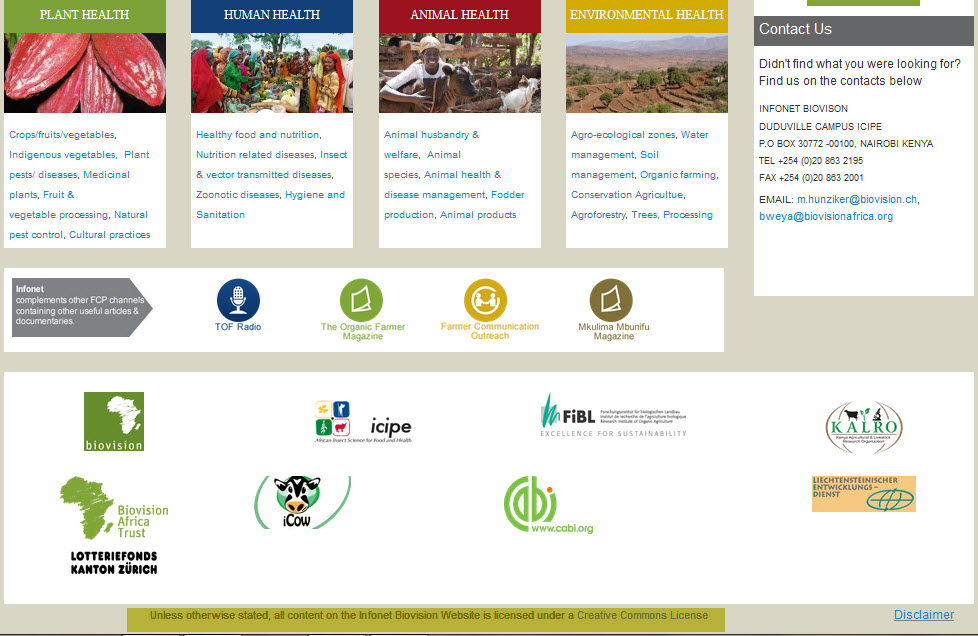 PLANT HEALTH
Crops/fruits/vegetables,
Indigenous vegetables, Plant
pests/ diseases, Medicinal
plants, Fruit &
vegetable processing, Natural
pest control, Cultural practices
HUMAN HEALTH
Healthy food and nutrition,
Nutrition related diseases, Insect
& vector transmitted diseases,
Zoonotic diseases, Hygiene and
Sanitation
ANIMAL HEALTH
Animal husbandry &
welfare, Animal
species, Animal health &
disease management, Fodder
production, Animal products
ENVIRONMENTAL HEALTH
Agro-ecological zones, Water
management, Soil
management, Organic farming,
Conservation Agricultue,
Agroforestry, Trees, Processing
Contact Us
Didn't find what you were looking for?
Find us on the contacts below
INFONET BIOVISON
DUDUVILLE CAMPUS ICIPE
P.O BOX 30772 -00100, NAIROBI KENYA
TEL +254 (0)20 863 2195
FAX +254 (0)20 863 2001
EMAIL: m.hunziker@biovision.ch,
bweya@biovisionafrica.org
Infonet
complements other FCP channels
containing other useful articles &
documentaries.
TOF Radio
The Organic Farmer
Magazine
Farmer Communication
Outreach
Mkulima Mbunifu
Magazine
biovision
icipe
African Insect Science for Food and Health
FiBL
Forschungsinstitut für biologischen Landbau
Institut de recherche de l'agriculture biologique
Research Institute of Organic Agriculture
EXCELLENCE FOR SUSTAINABILITY
KALRO
Kenya Agricultural & Livestock
Research Organization
Biovision
Africa
Trust
LOTTERIEFONDS
KANTON ZÜRICH
iCow
cabi
www.cabi.org
LIECHTENSTEINISCHER
ENTWICKLUNGS-
DIENST
Unless otherwise stated, all content on the Infonet Biovision Website is licensed under a Creative Commons License
Disclaimer